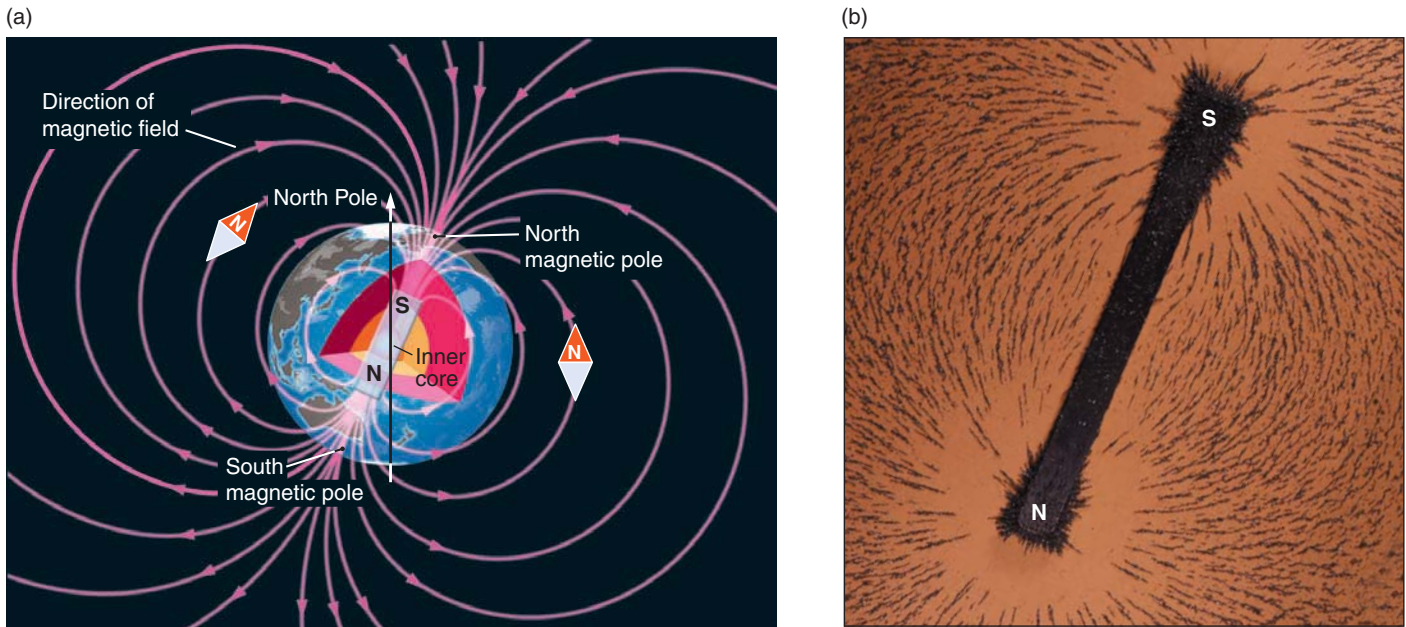 (a)
Direction of
magnetic field
North Pole
N
North
magnetic pole
S
Inner
core
N
N
South
magnetic pole
(b)
S
N